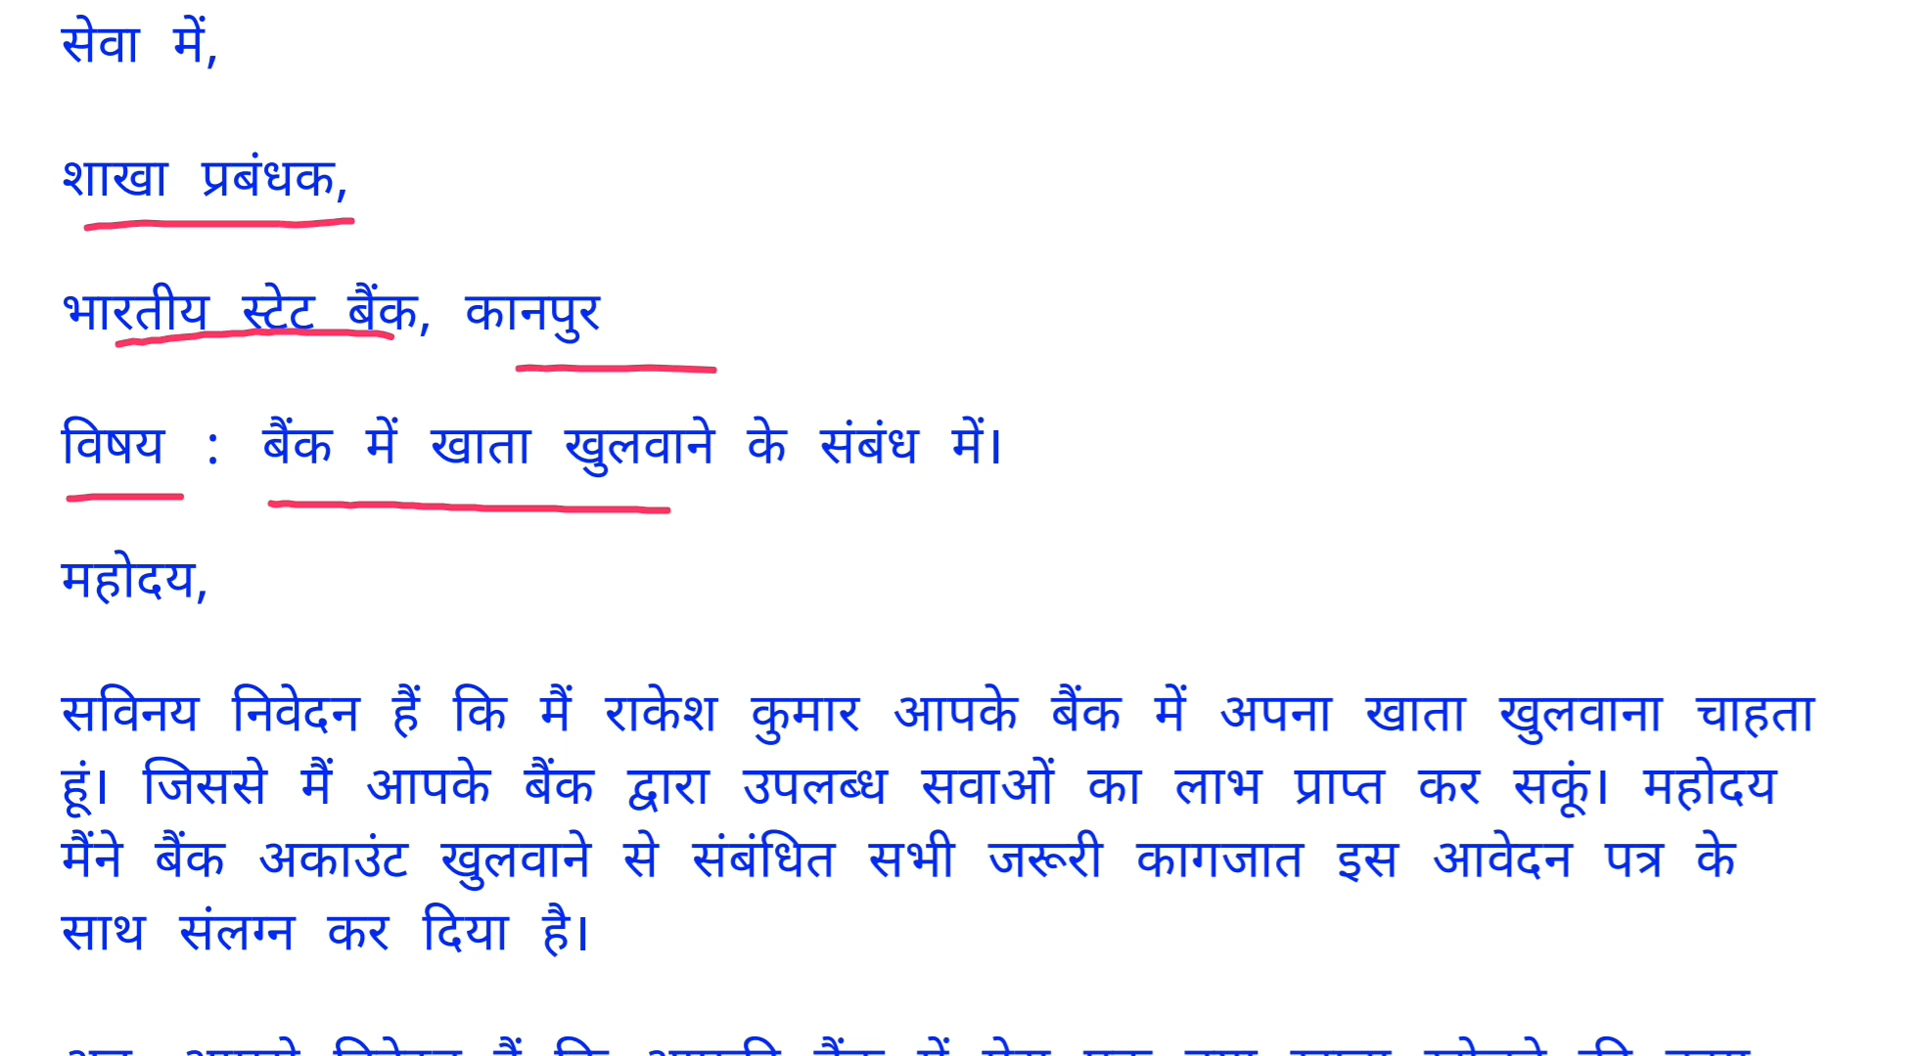 सेवा में,
शाखा प्रबंधक,
भारतीय स्टेट बैंक, कानपुर
विषय : बैंक में खाता खुलवाने के संबंध में।
महोदय,
सविनय निवेदन हैं कि मैं राकेश कुमार आपके बैंक में अपना खाता खुलवाना चाहता
हूं। जिससे मैं आपके बैंक द्वारा उपलब्ध सवाओं का लाभ प्राप्त कर सकूं। महोदय
मैंने बैंक अकाउंट खुलवाने से संबंधित सभी जरूरी कागजात इस आवेदन पत्र के
साथ संलग्न कर दिया है।